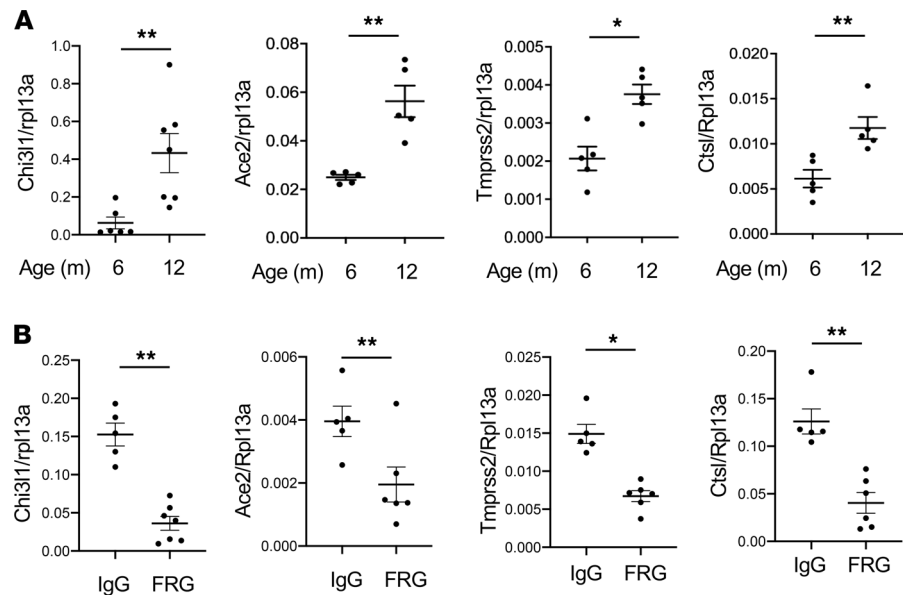 A
Chi3l1/rpl13a
1.0
0.8
0.6
0.4
0.2
0.0
**
Age (m) 6 12
Ace2/rpl13a
0.08
0.06
0.04
0.02
0.00
**
Age (m) 6 12
Tmprss2/rpl13a
0.005
0.004
0.003
0.002
0.001
0.000
*
Age (m) 6 12
Ctsl/Rpl13a
0.020
0.015
0.010
0.005
0.000
**
Age (m) 6 12
B
Chi3l1/rpl13a
0.25
0.20
0.15
0.10
0.05
0.00
**
IgG FRG
Ace2/Rpl13a
0.006
0.004
0.002
0.000
**
IgG FRG
Tmprss2/Rpl13a
0.025
0.020
0.015
0.010
0.005
0.000
*
IgG FRG
Ctsl/Rpl13a
0.20
0.15
0.10
0.05
0.00
**
IgG FRG